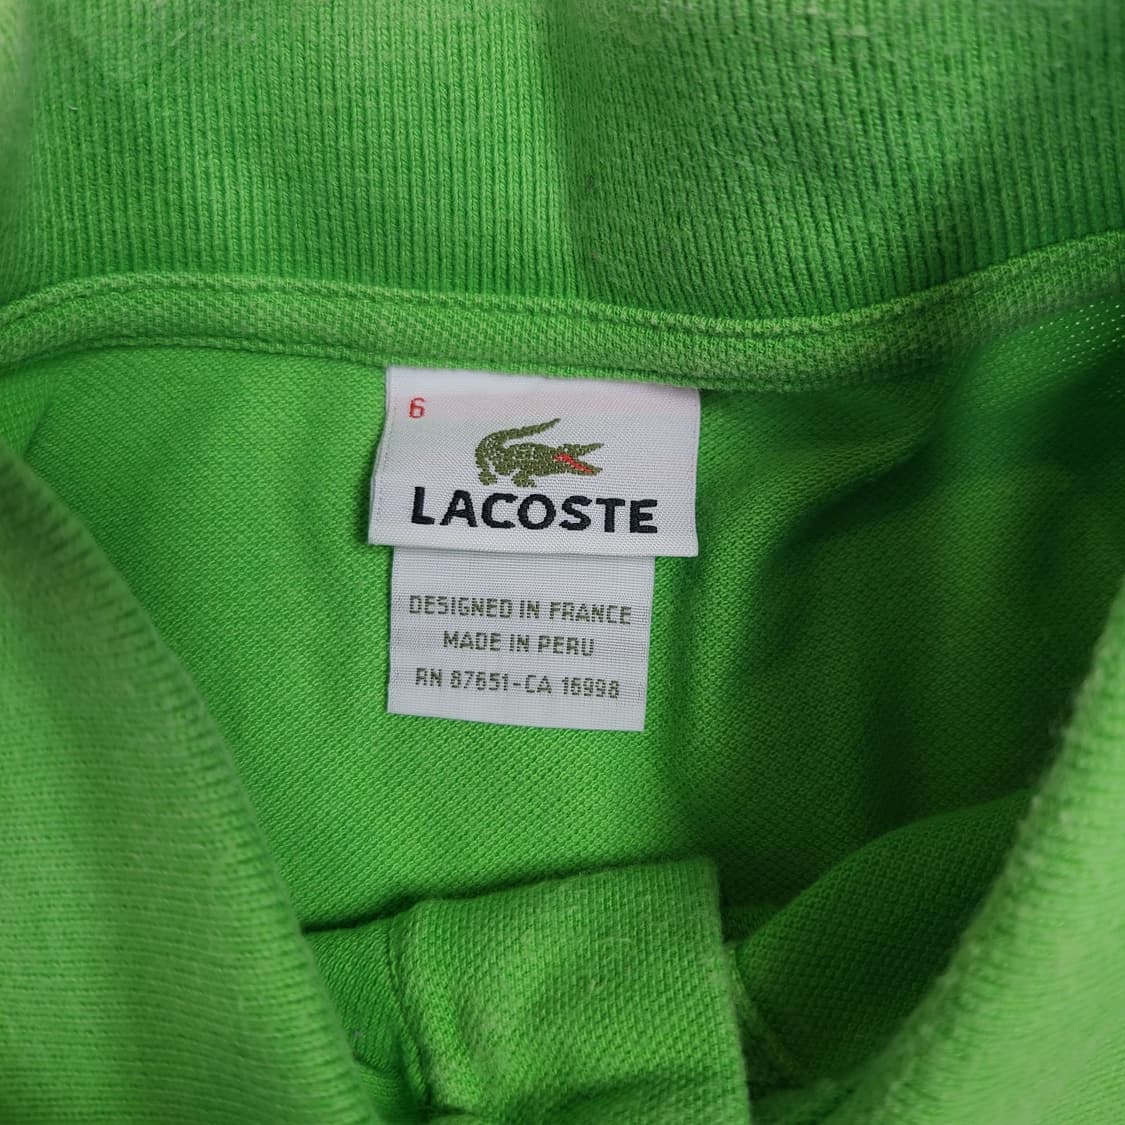 6
LACOSTE
DESIGNED IN FRANCE
MADE IN PERU
RN 87651-CA 16998